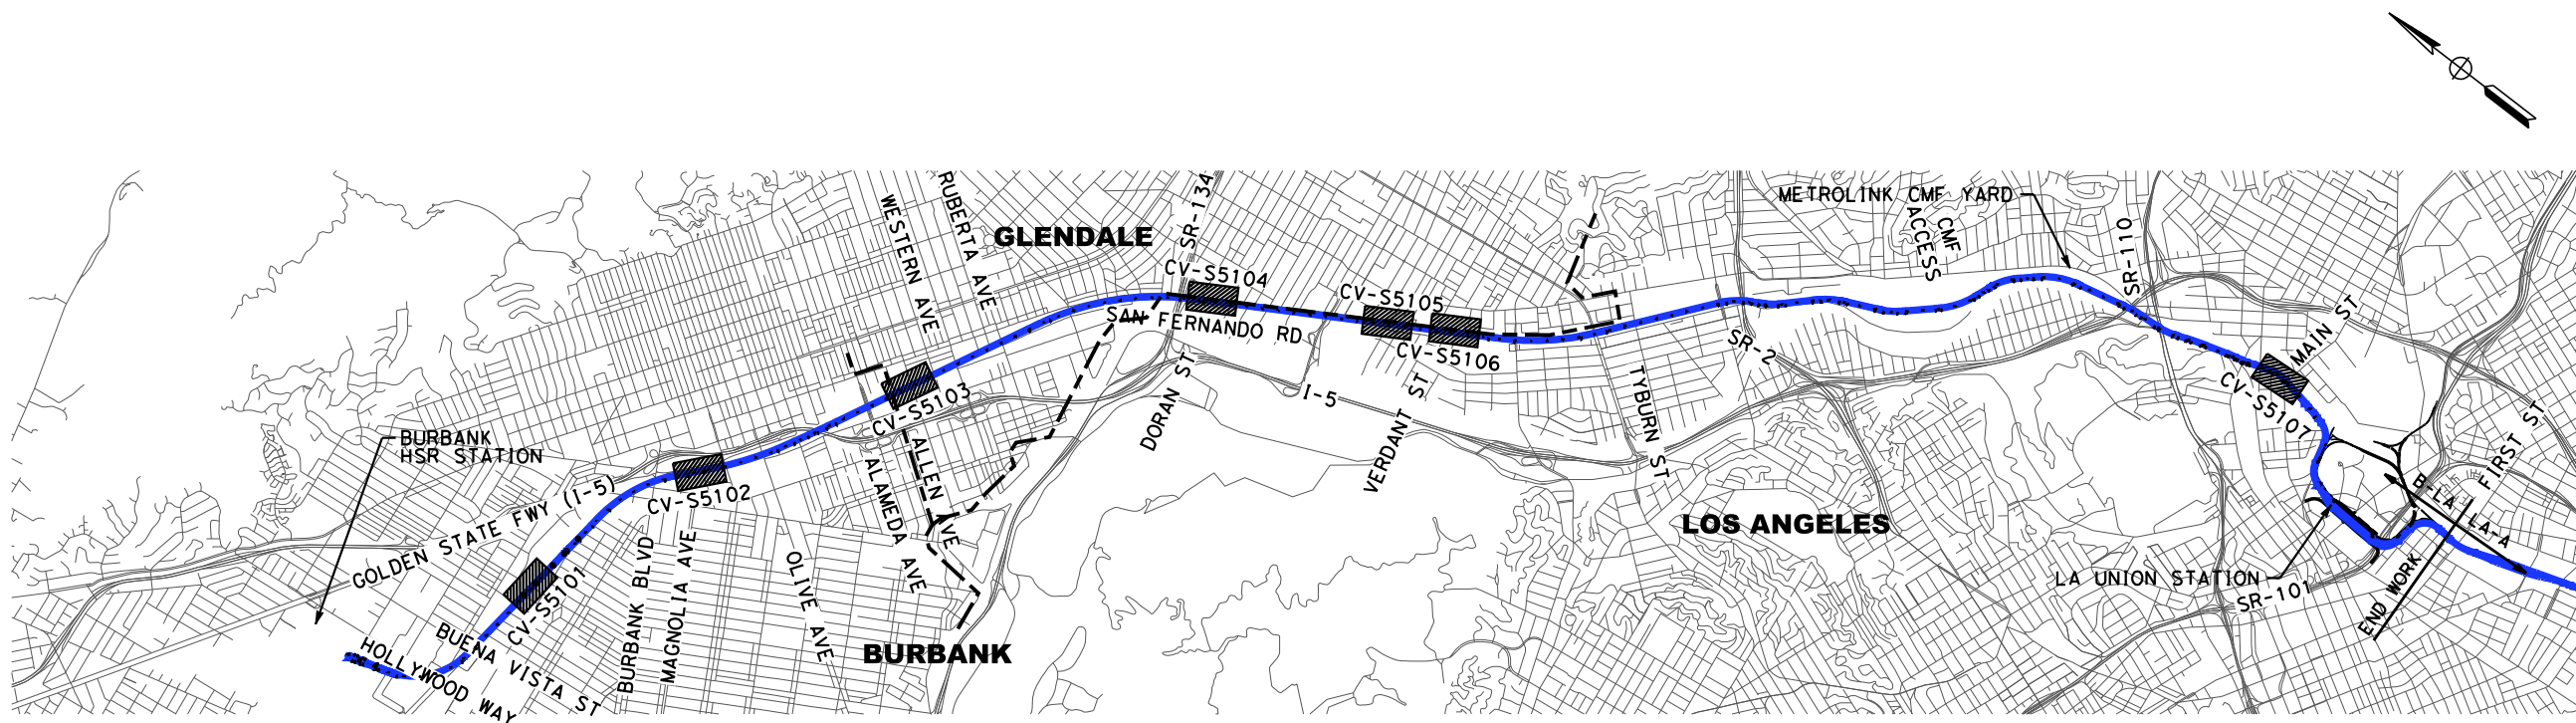 METROLINK CMF YARD
CMF
ACCESS
SR-110
SR-134
WESTERN AVE
RUBERTA AVE
GLENDALE
CV-S5104
CV-S5105
SAN FERNANDO RD
CV-S5106
MAIN ST
SR-2
I-5
CV-S5103
CV-S5107
DORAN ST
VERDANT ST
TYBURN ST
FIRST ST
BURBANK
HSR STATION
GOLDEN STATE FWY (I-5)
CV-S5102
ALLEN AVE
ALAMEDA AVE
B-LA
LA-A
LOS ANGELES
CV-S5101
BURBANK BLVD
MAGNOLIA AVE
OLIVE AVE
LA UNION STATION
SR-101
END WORK
BUENA VISTA ST
HOLLYWOOD WAY
BURBANK